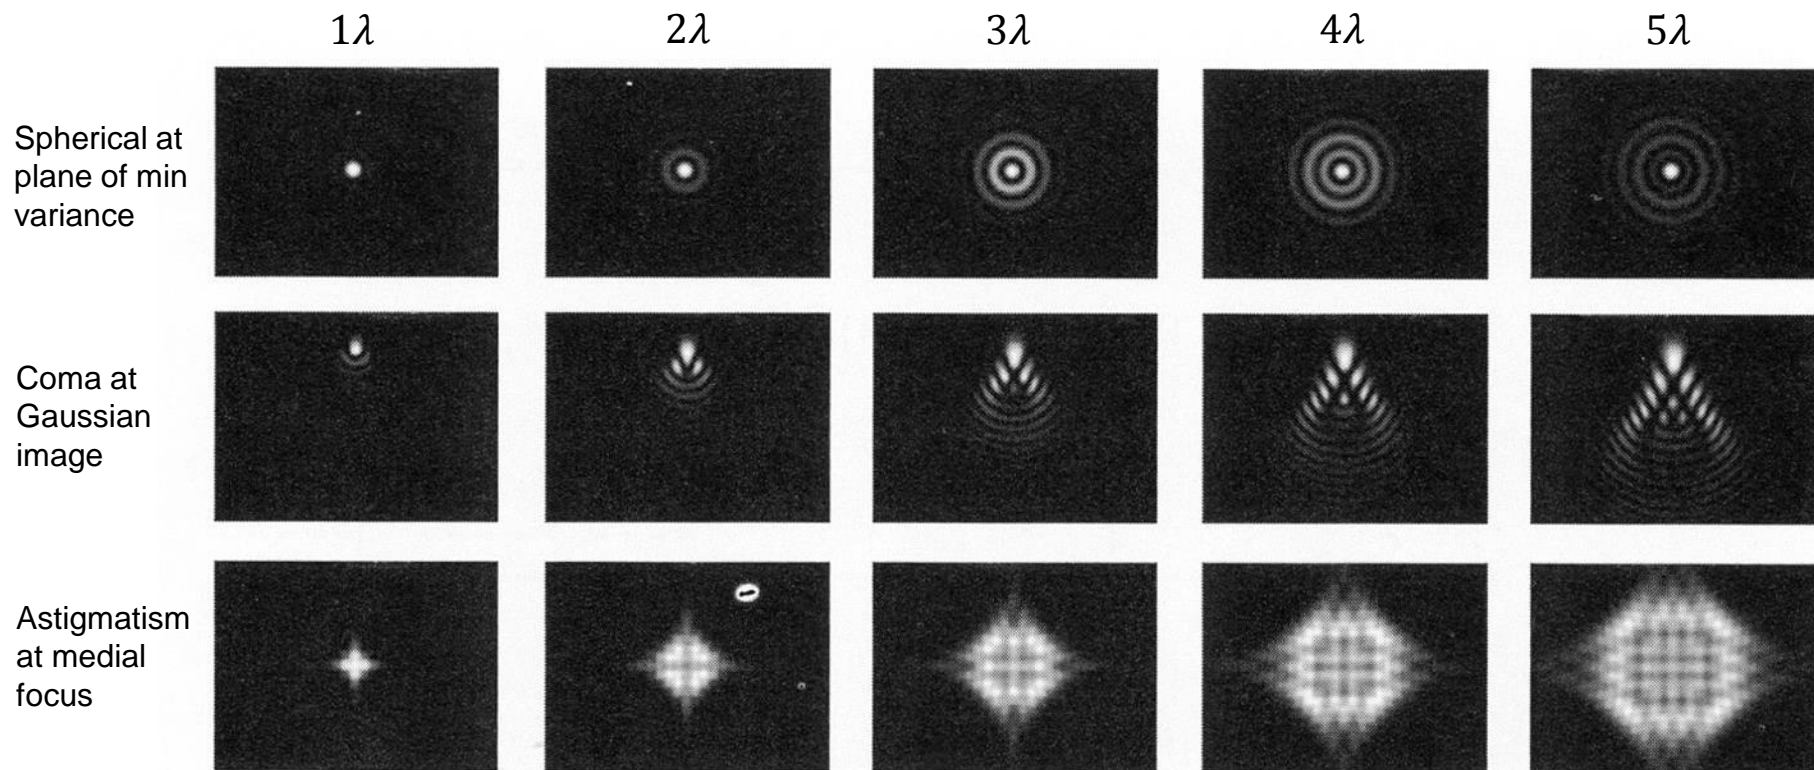 1λ 2λ 3λ 4λ 5λ
Spherical at
plane of min
variance
Coma at
Gaussian
image
Astigmatism
at medial
focus